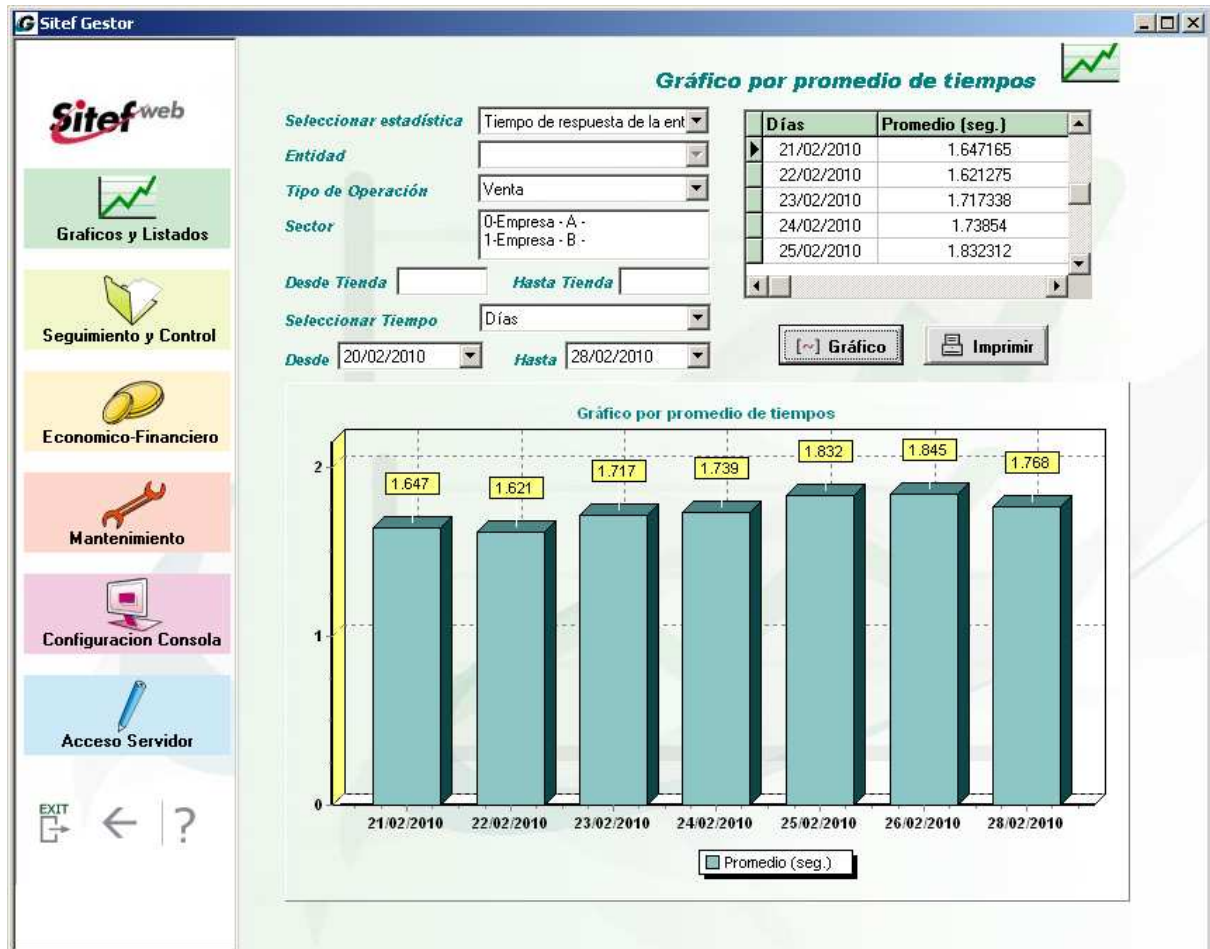 Sitef Gestor
Sitef web
Graficos y Listados
Seguimiento y Control
Economico-Financiero
Mantenimiento
Configuracion Consola
Acceso Servidor
EXIT
?
Gráfico por promedio de tiempos
Seleccionar estadística Tiempo de respuesta de la ent
Entidad
Tipo de Operación Venta
Sector 0-Empresa - A -
1-Empresa - B -
Desde Tienda Hasta Tienda
Seleccionar Tiempo Días
Desde 20/02/2010 Hasta 28/02/2010
Días Promedio (seg.)
21/02/2010 1.647165
22/02/2010 1.621275
23/02/2010 1.717338
24/02/2010 1.73854
25/02/2010 1.832312
[~] Gráfico Imprimir
Gráfico por promedio de tiempos
2
1
0
1.647 1.621 1.717 1.739 1.832 1.845 1.768
21/02/2010 22/02/2010 23/02/2010 24/02/2010 25/02/2010 26/02/2010 28/02/2010
Promedio (seg.)